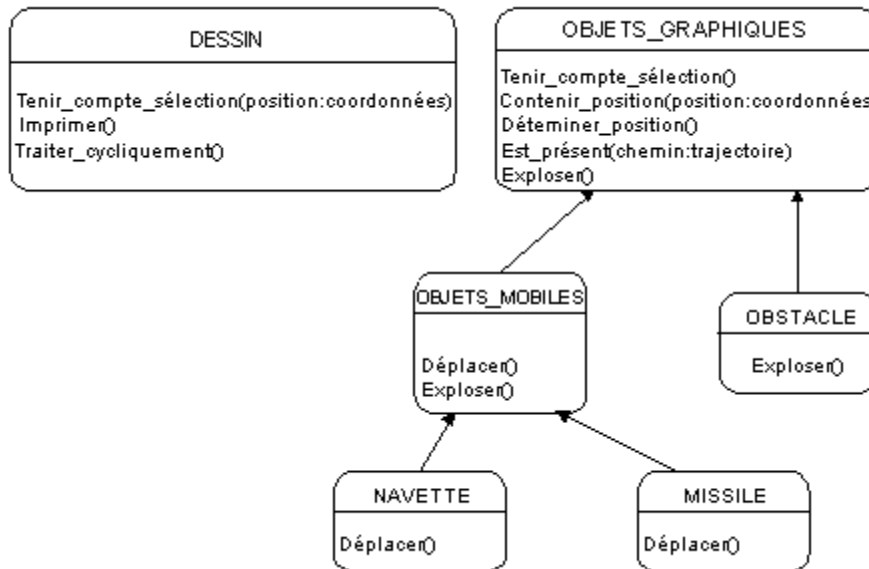 DESSIN
Tenir_compte_sélection(position:coordonnées)
Imprimer()
Traiter_cycliquement()
OBJETS_GRAPHIQUES
Tenir_compte_sélection()
Contenir_position(position:coordonnées
Déteminer_position()
Est_présent(chemin:trajectoire)
Exploser()
OBJETS_MOBILES
Déplacer()
Exploser()
OBSTACLE
Exploser()
NAVETTE
Déplacer()
MISSILE
Déplacer()